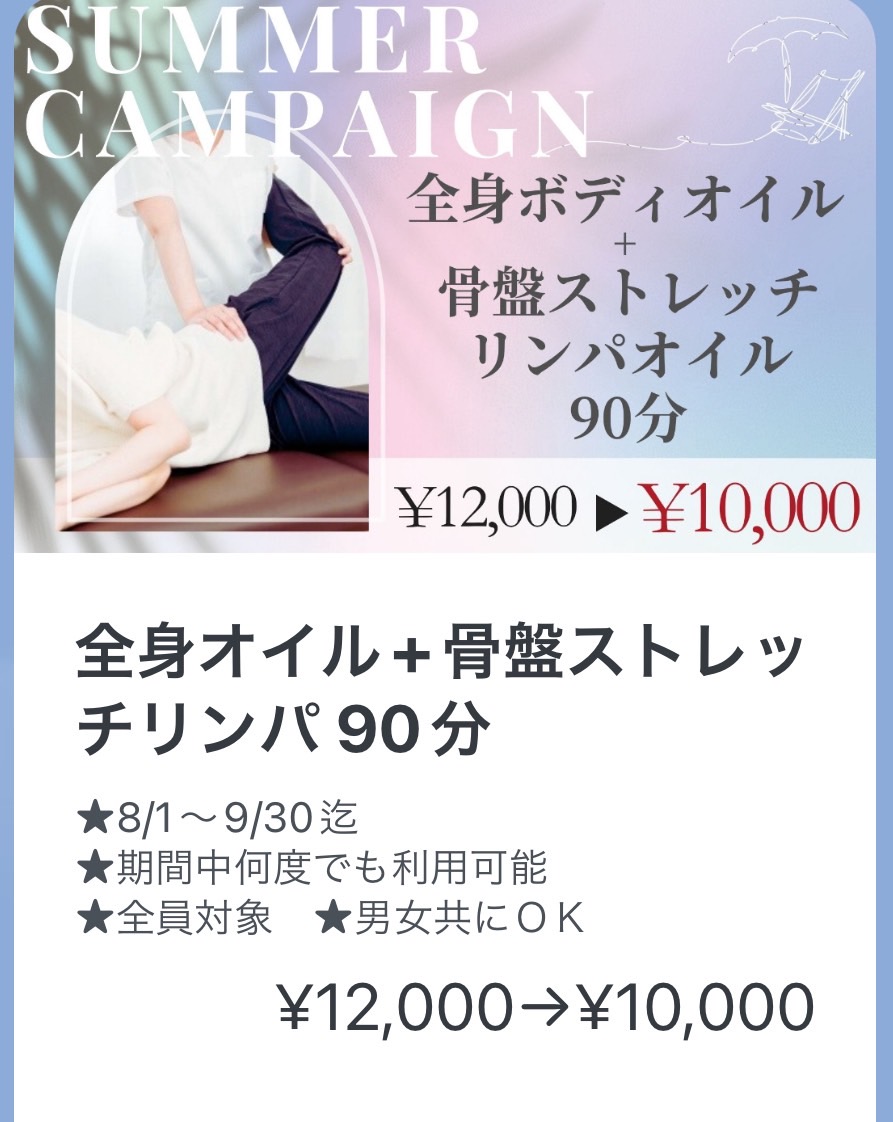 SUMMER
CAMPAIGN
全身ボディオイル
+
骨盤ストレッチ
リンパオイル
90分
¥12,000 ▶ ¥10,000
全身オイル+骨盤ストレッ
チリンパ 90 分
★8/1〜9/30迄
★期間中何度でも利用可能
★全員対象　★男女共にＯＫ
¥12,000→¥10,000